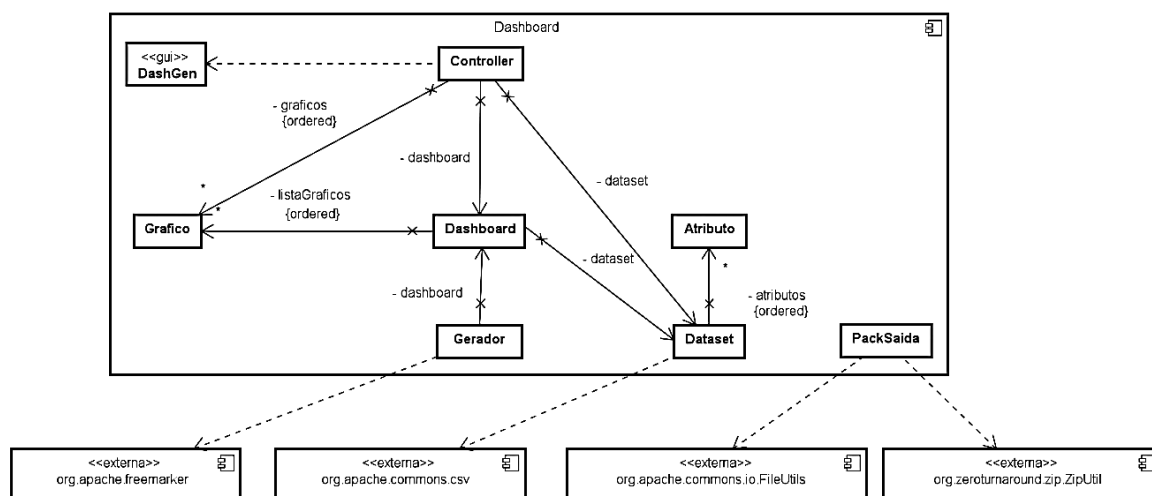 Dashboard
<<gui>>
DashGen
Controller
- graficos
{ordered}
- dashboard
- dataset
*
*
- listaGraficos
{ordered}
Grafico
Dashboard
Atributo
- dataset
*
- dashboard
- atributos
{ordered}
Gerador
Dataset
PackSaida
<<externa>>
org.apache.freemarker
<<externa>>
org.apache.commons.csv
<<externa>>
org.apache.commons.io.FileUtils
<<externa>>
org.zeroturnaround.zip.ZipUtil